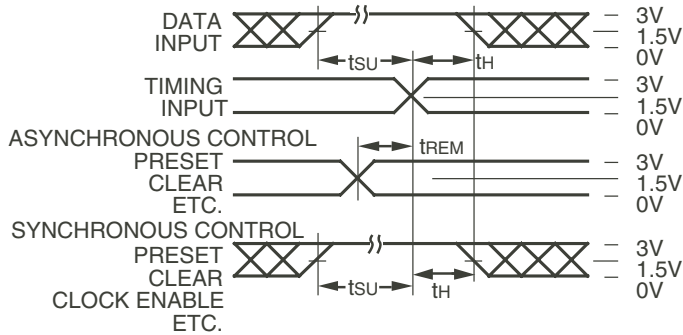 DATA
INPUT
tSU
tH
3V
1.5V
0V
TIMING
INPUT
3V
1.5V
0V
ASYNCHRONOUS CONTROL
tREM
PRESET
CLEAR
ETC.
3V
1.5V
0V
SYNCHRONOUS CONTROL
PRESET
CLEAR
CLOCK ENABLE
ETC.
tSU
tH
3V
1.5V
0V